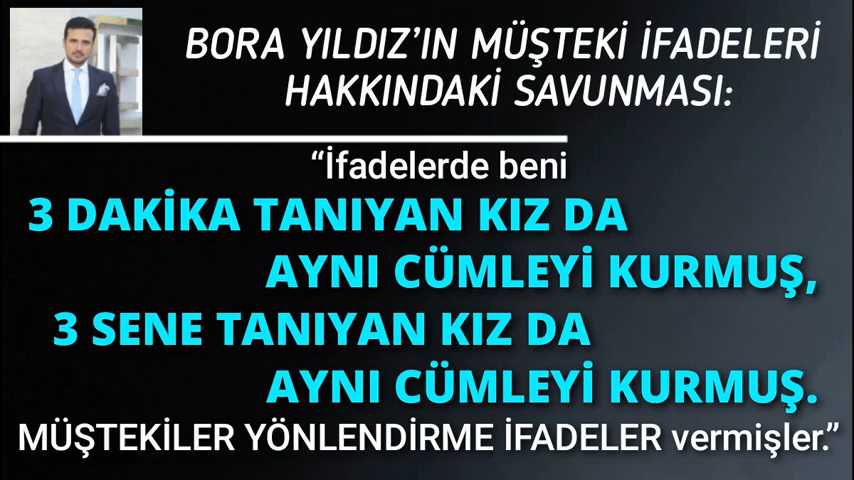 BORA YILDIZ'IN MÜŞTEKİ İFADELERİ
HAKKINDAKİ SAVUNMASI:
“İfadelerde beni
3 DAKİKA TANIYAN KIZ DA
AYNI CÜMLEYİ KURMUŞ,
3 SENE TANIYAN KIZ DA
AYNI CÜMLEYİ KURMUŞ.
MÜŞTEKİLER YÖNLENDİRME İFADELER vermişler.”